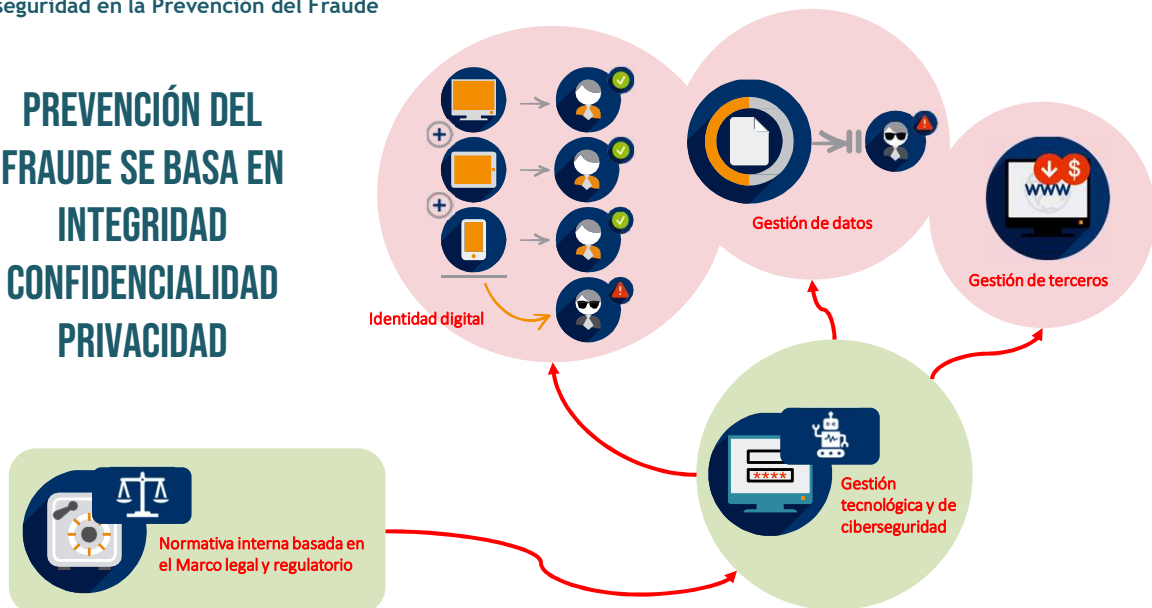 seguridad en la Prevención del Fraude
PREVENCIÓN DEL
FRAUDE SE BASA EN
INTEGRIDAD
CONFIDENCIALIDAD
PRIVACIDAD
Identidad digital
Gestión de datos
WWW
$
Gestión de terceros
****
Gestión
tecnológica y de
ciberseguridad
Normativa interna basada en
el Marco legal y regulatorio